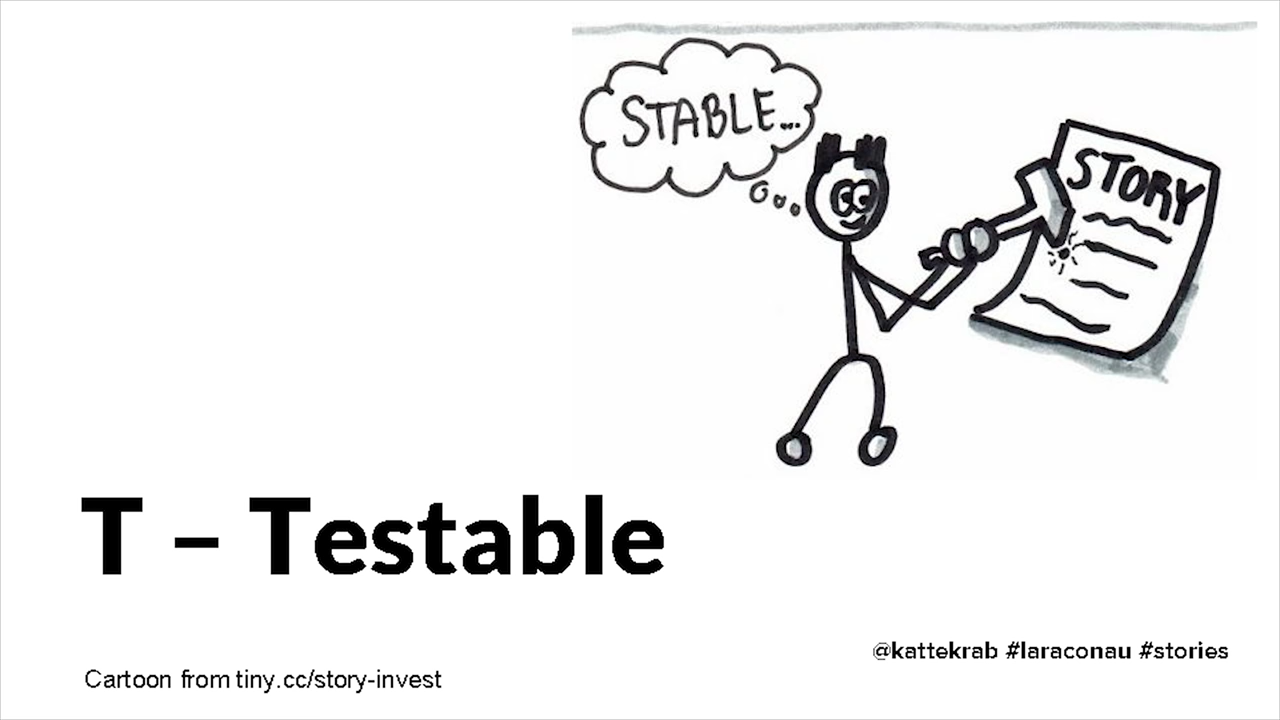 STABLE...
STORY
T – Testable
@kattekrab #laraconau #stories
Cartoon from tiny.cc/story-invest